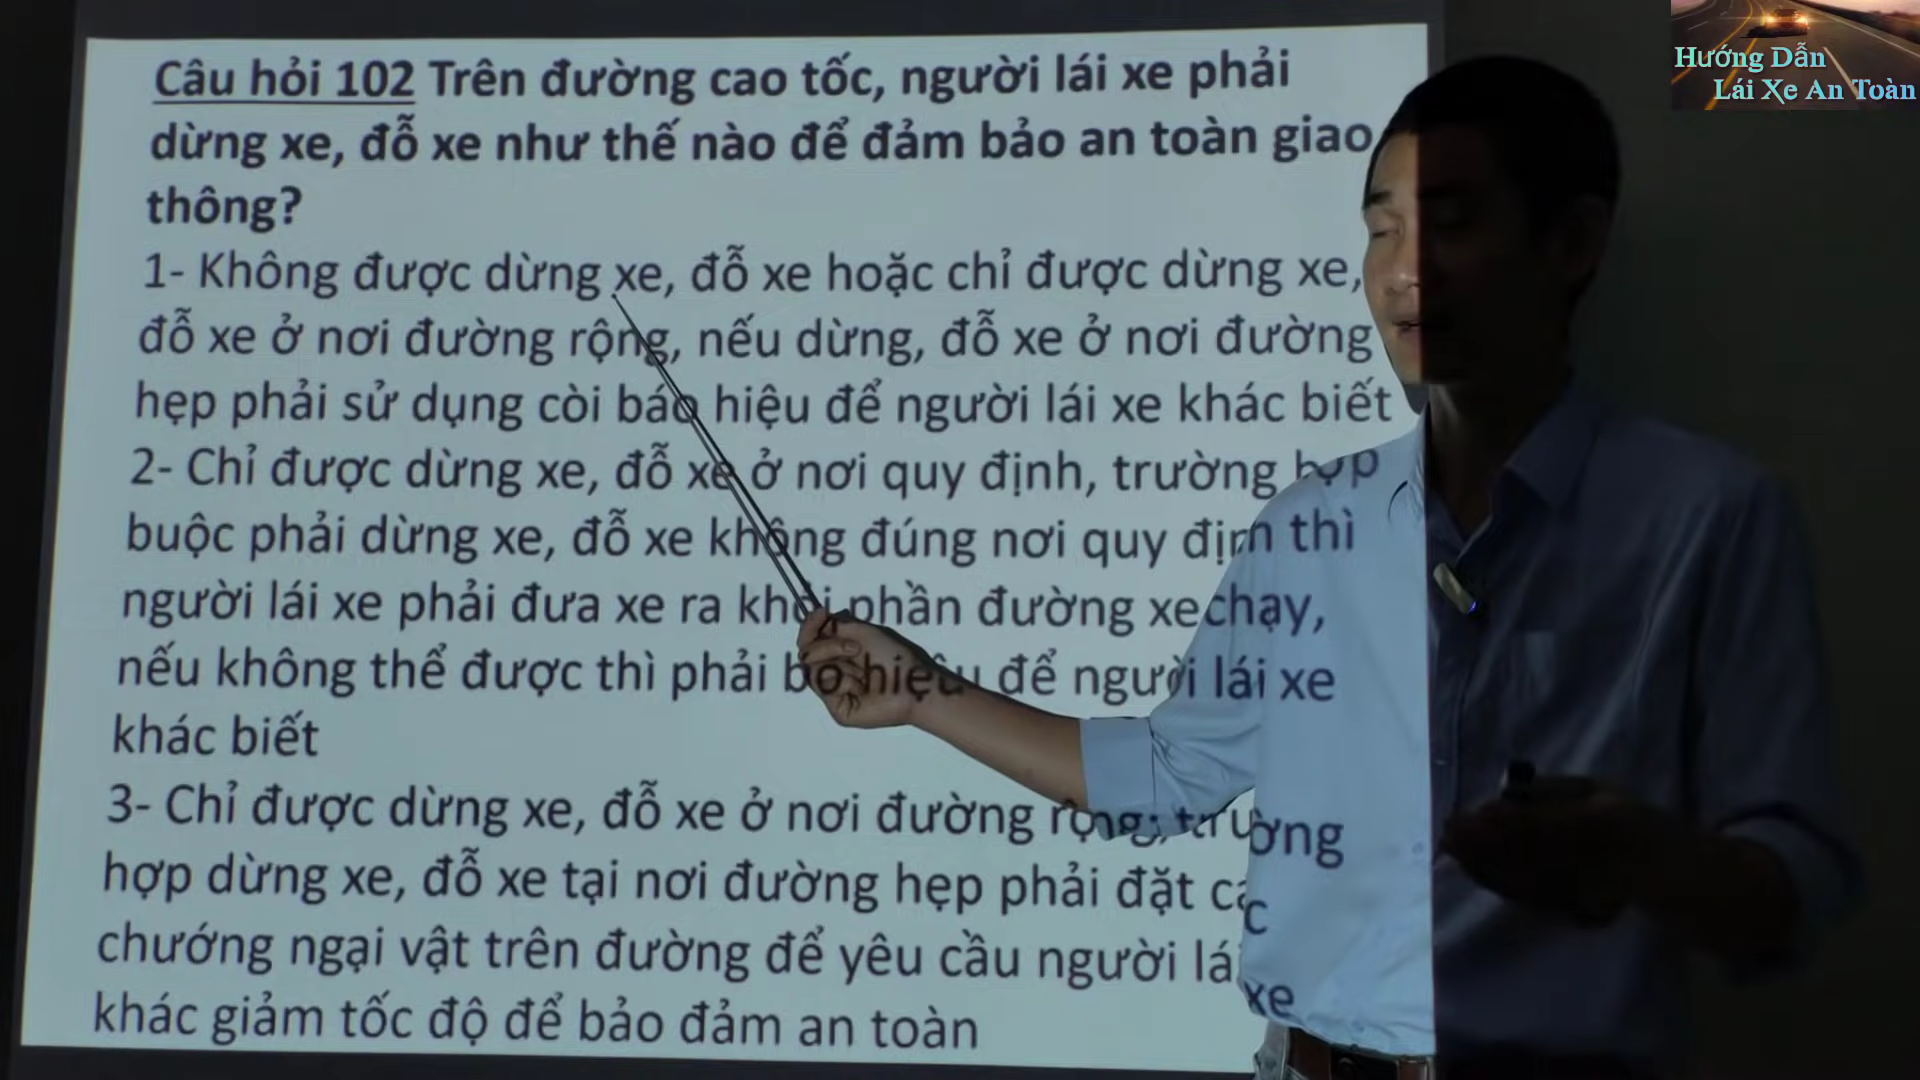 Câu hỏi 102 Trên đường cao tốc, người lái xe phải
dừng xe, đỗ xe như thế nào để đảm bảo an toàn giao
thông?
1- Không được dừng xe, đỗ xe hoặc chỉ được dừng xe,
đỗ xe ở nơi đường rộng, nếu dừng, đỗ xe ở nơi đường
hẹp phải sử dụng còi báo hiệu để người lái xe khác biết
2- Chỉ được dừng xe, đỗ xe ở nơi quy định, trường hợp
buộc phải dừng xe, đỗ xe không đúng nơi quy định thì
người lái xe phải đưa xe ra khỏi phần đường xe chạy,
nếu không thể được thì phải báo hiệu để người lái xe
khác biết
3- Chỉ được dừng xe, đỗ xe ở nơi đường rộng; trường
hợp dừng xe, đỗ xe tại nơi đường hẹp phải đặt các
chướng ngại vật trên đường để yêu cầu người lái xe
khác giảm tốc độ để bảo đảm an toàn
Hướng Dẫn
Lái Xe An Toàn